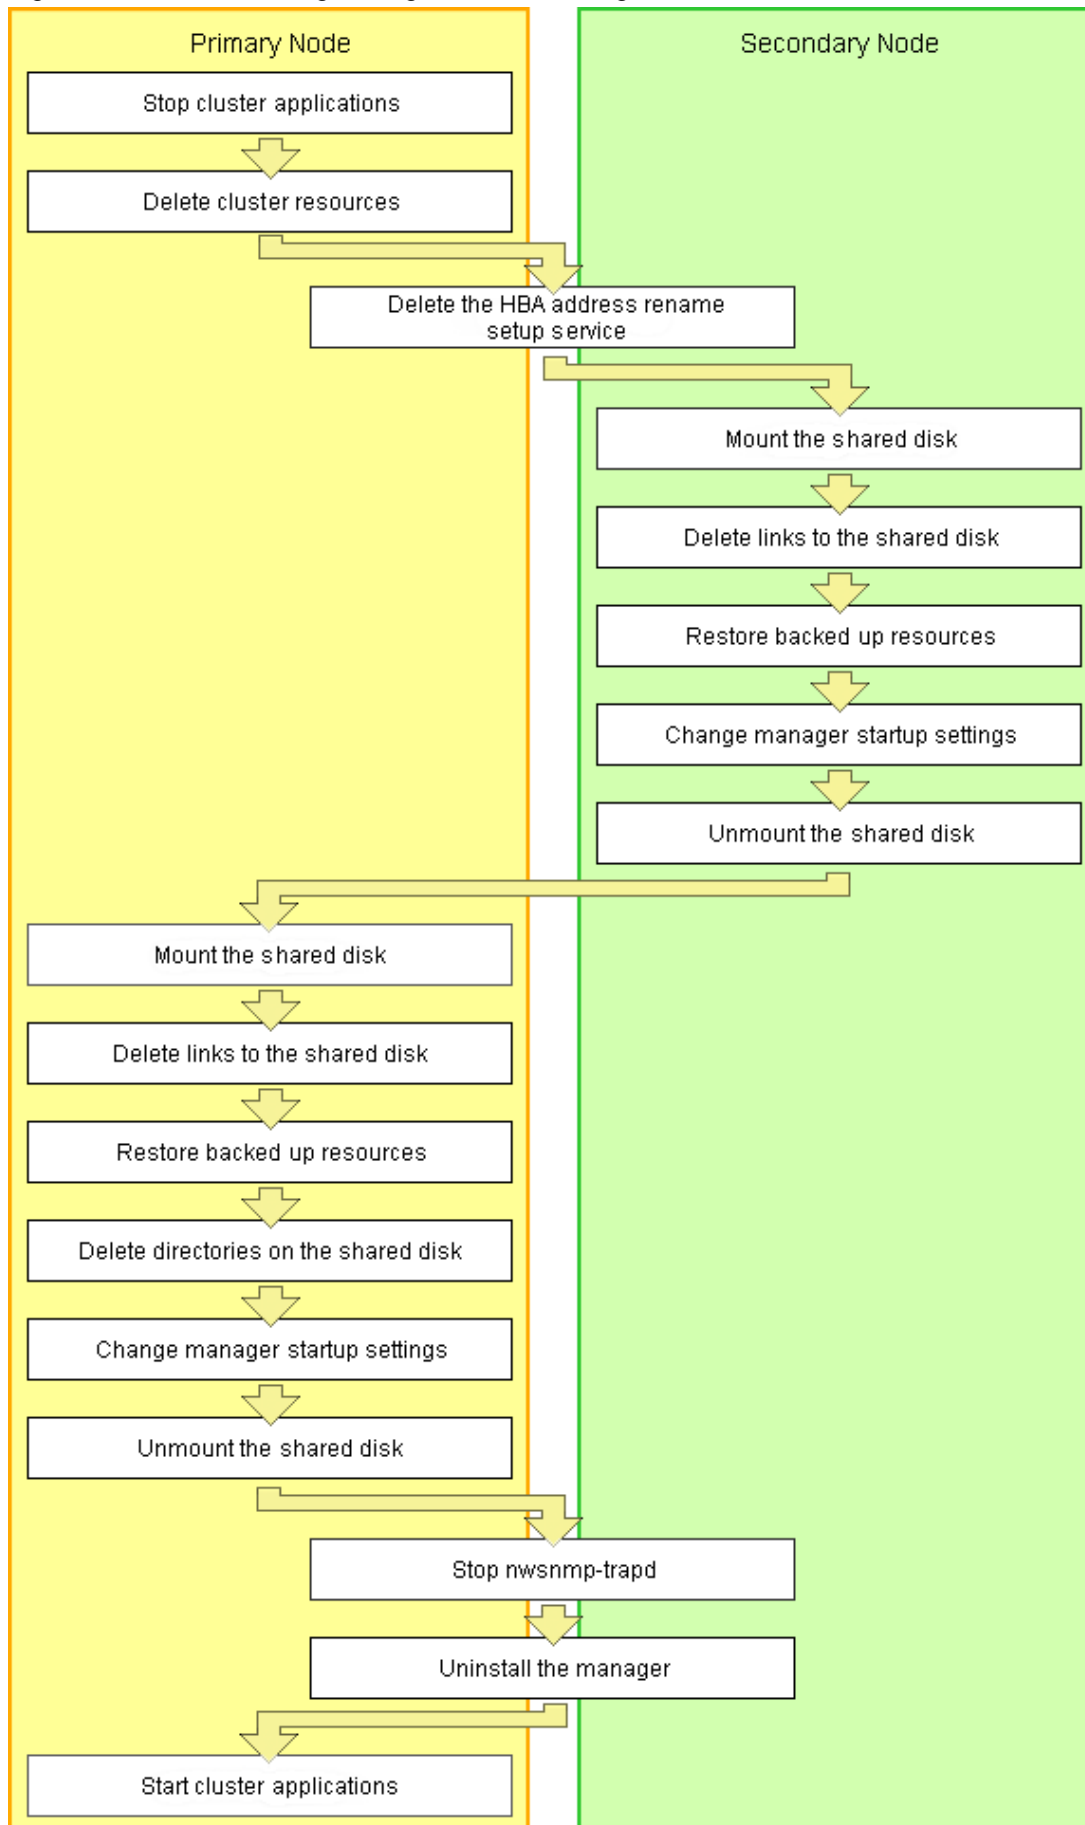 Primary Node
Secondary Node
Stop cluster applications
Delete cluster resources
Delete the HBA address rename
setup service
Mount the shared disk
Delete links to the shared disk
Restore backed up resources
Change manager startup settings
Unmount the shared disk
Mount the shared disk
Delete links to the shared disk
Restore backed up resources
Delete directories on the shared disk
Change manager startup settings
Unmount the shared disk
Stop nwsnmp-trapd
Uninstall the manager
Start cluster applications